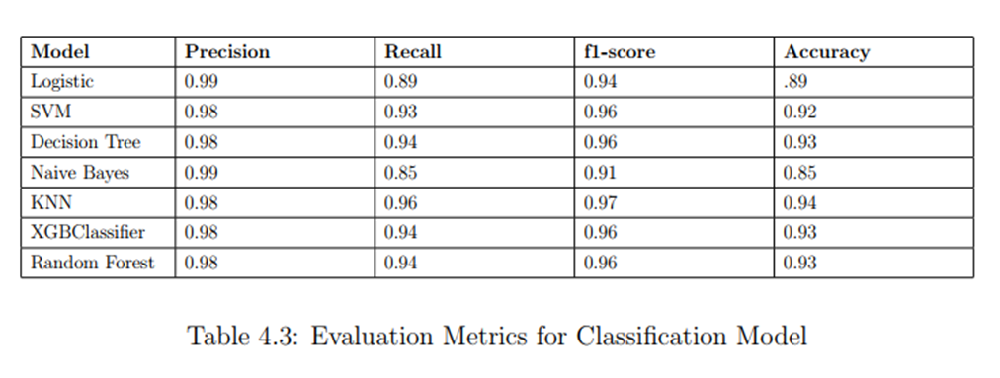 Model Precision Recall f1-score Accuracy
Logistic 0.99 0.89 0.94 .89
SVM 0.98 0.93 0.96 0.92
Decision Tree 0.98 0.94 0.96 0.93
Naive Bayes 0.99 0.85 0.91 0.85
KNN 0.98 0.96 0.97 0.94
XGBClassifier 0.98 0.94 0.96 0.93
Random Forest 0.98 0.94 0.96 0.93
Table 4.3: Evaluation Metrics for Classification Model